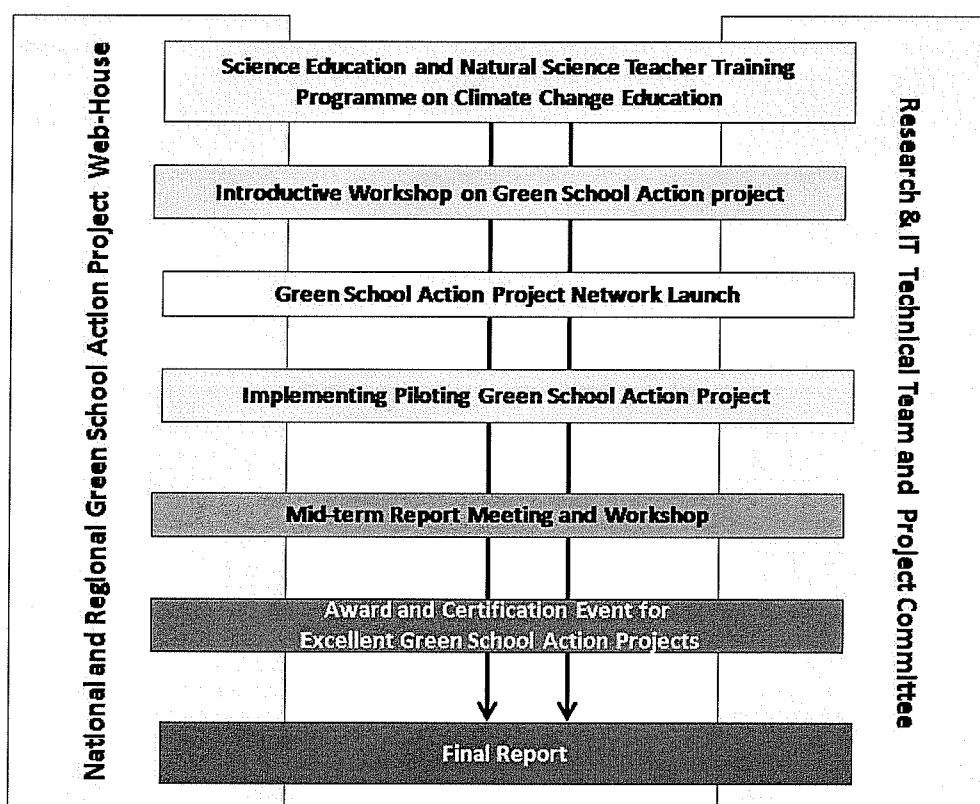 National and Regional Green School Action Project Web-House
Science Education and Natural Science Teacher Training
Programme on Climate Change Education
Introductive Workshop on Green School Action project
Green School Action Project Network Launch
Implementing Piloting Green School Action Project
Mid-term Report Meeting and Workshop
Award and Certification Event for
Excellent Green School Action Projects
Final Report
Research & IT Technical Team and Project Committee